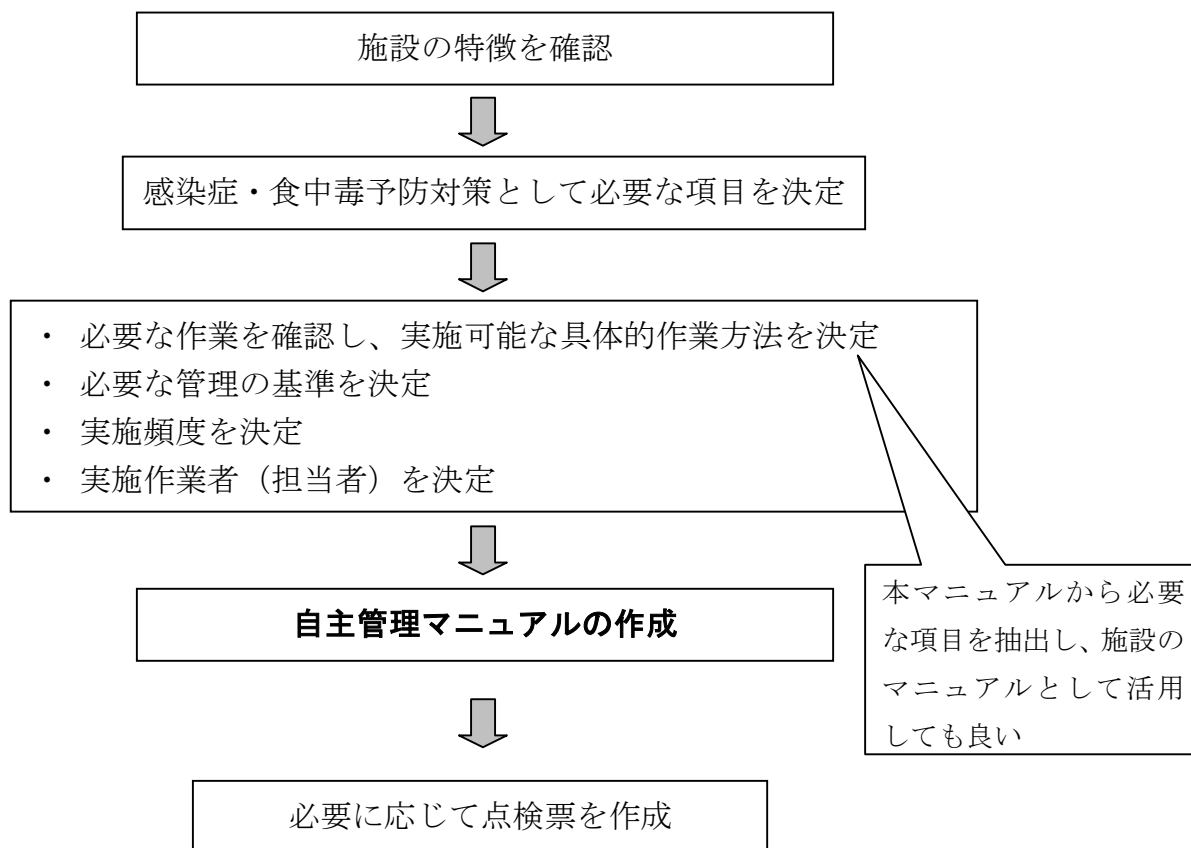 施設の特徴を確認
感染症・食中毒予防対策として必要な項目を決定
・ 必要な作業を確認し、実施可能な具体的作業方法を決定
・ 必要な管理の基準を決定
・ 実施頻度を決定
・ 実施作業者（担当者）を決定
自主管理マニュアルの作成
本マニュアルから必要
な項目を抽出し、施設の
マニュアルとして活用
しても良い
必要に応じて点検票を作成